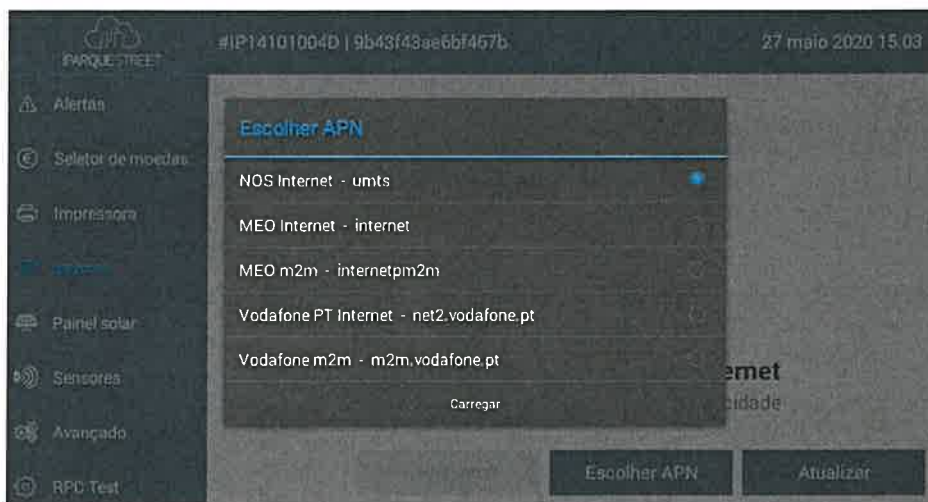 IPARQUE STREET
#IP14101004D | 9b43f43ae6bf467b
27 maio 2020 15:03
Alertas
Seletor de moedas
Impressora
Painel solar
Sensores
Avançado
RPC Test
Escolher APN
NOS Internet - umts
MEO Internet - internet
MEO m2m - internetpm2m
Vodafone PT Internet - net2.vodafone.pt
Vodafone m2m - m2m.vodafone.pt
Carregar
ernet
cidade
Escolher APN
Atualizar